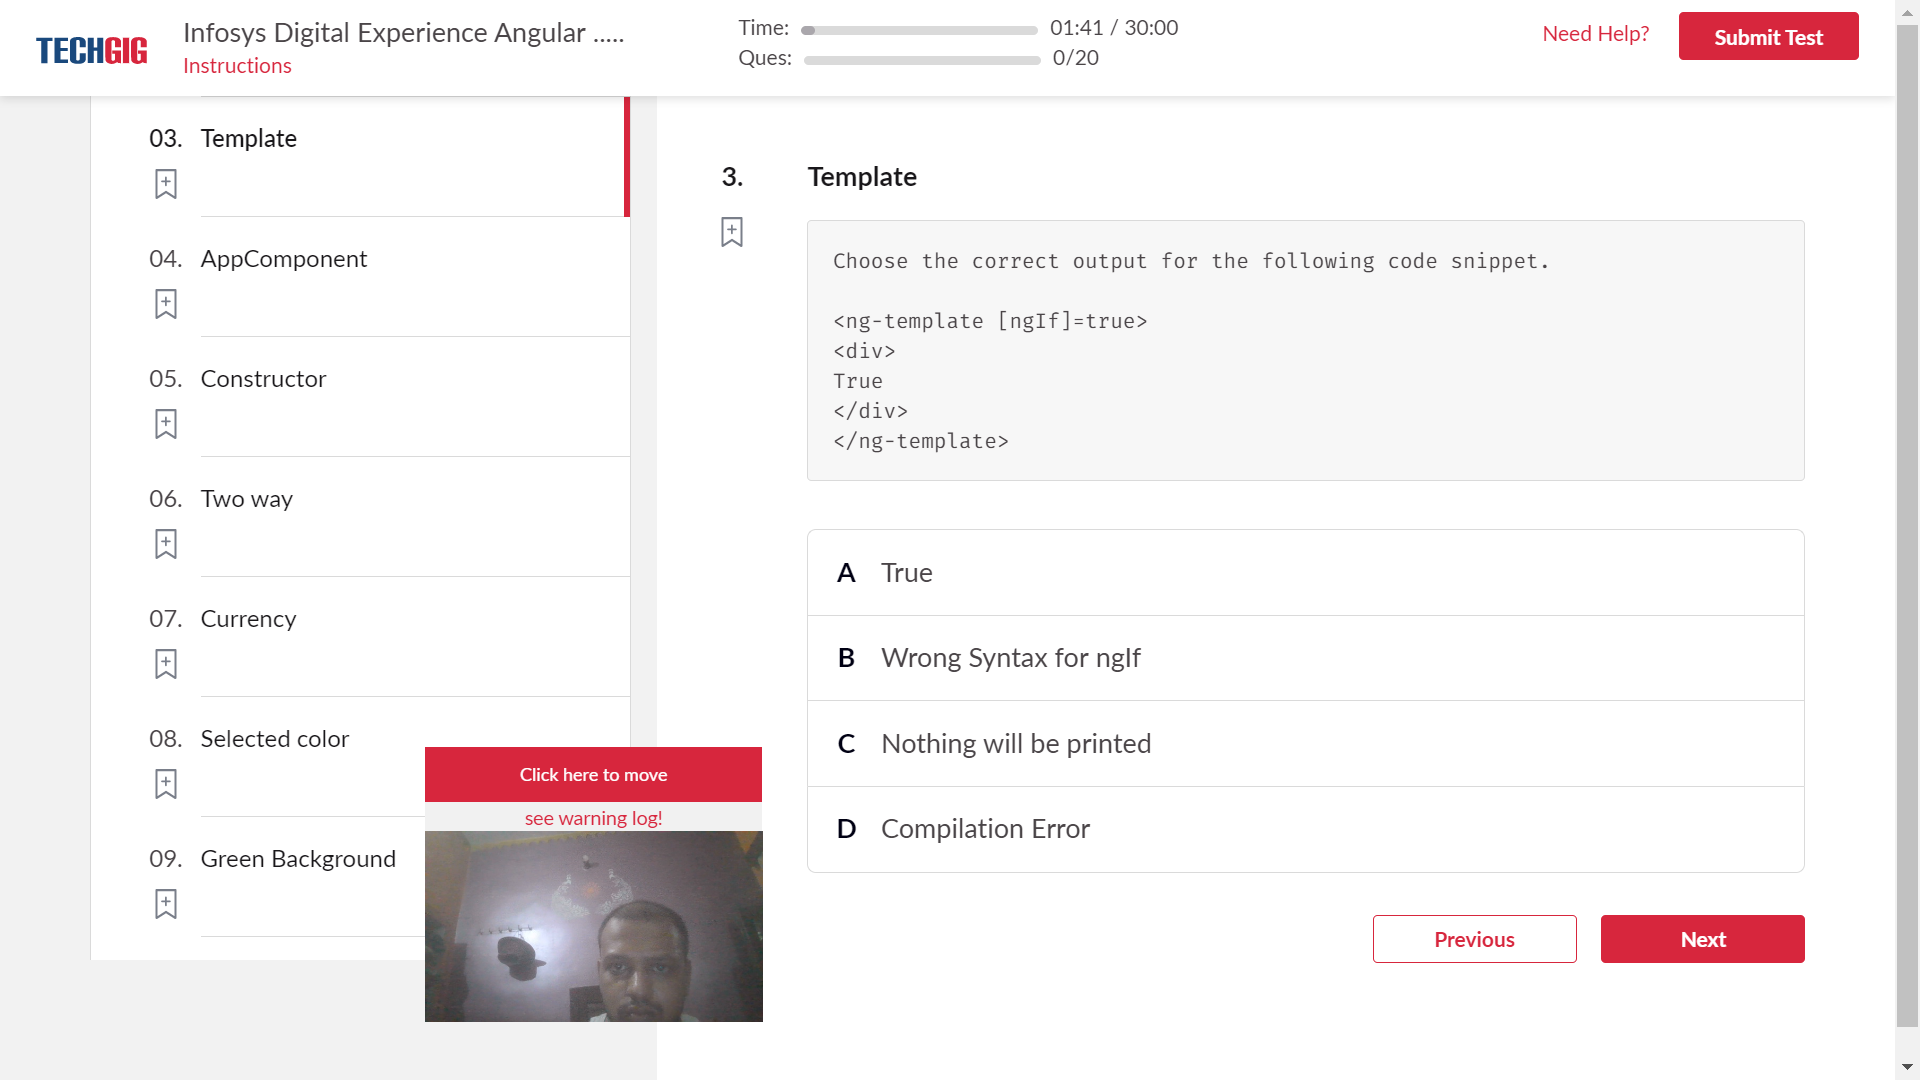 TECHGIG
Infosys Digital Experience Angular .....
Instructions
Time: 01:41 / 30:00
Ques: 0/20
Need Help?
Submit Test
03. Template
04. AppComponent
05. Constructor
06. Two way
07. Currency
08. Selected color
09. Green Background
Click here to move
see warning log!
3. Template
Choose the correct output for the following code snippet.
<ng-template [ngIf]=true>
<div>
True
</div>
</ng-template>
A True
B Wrong Syntax for ngIf
C Nothing will be printed
D Compilation Error
Previous
Next